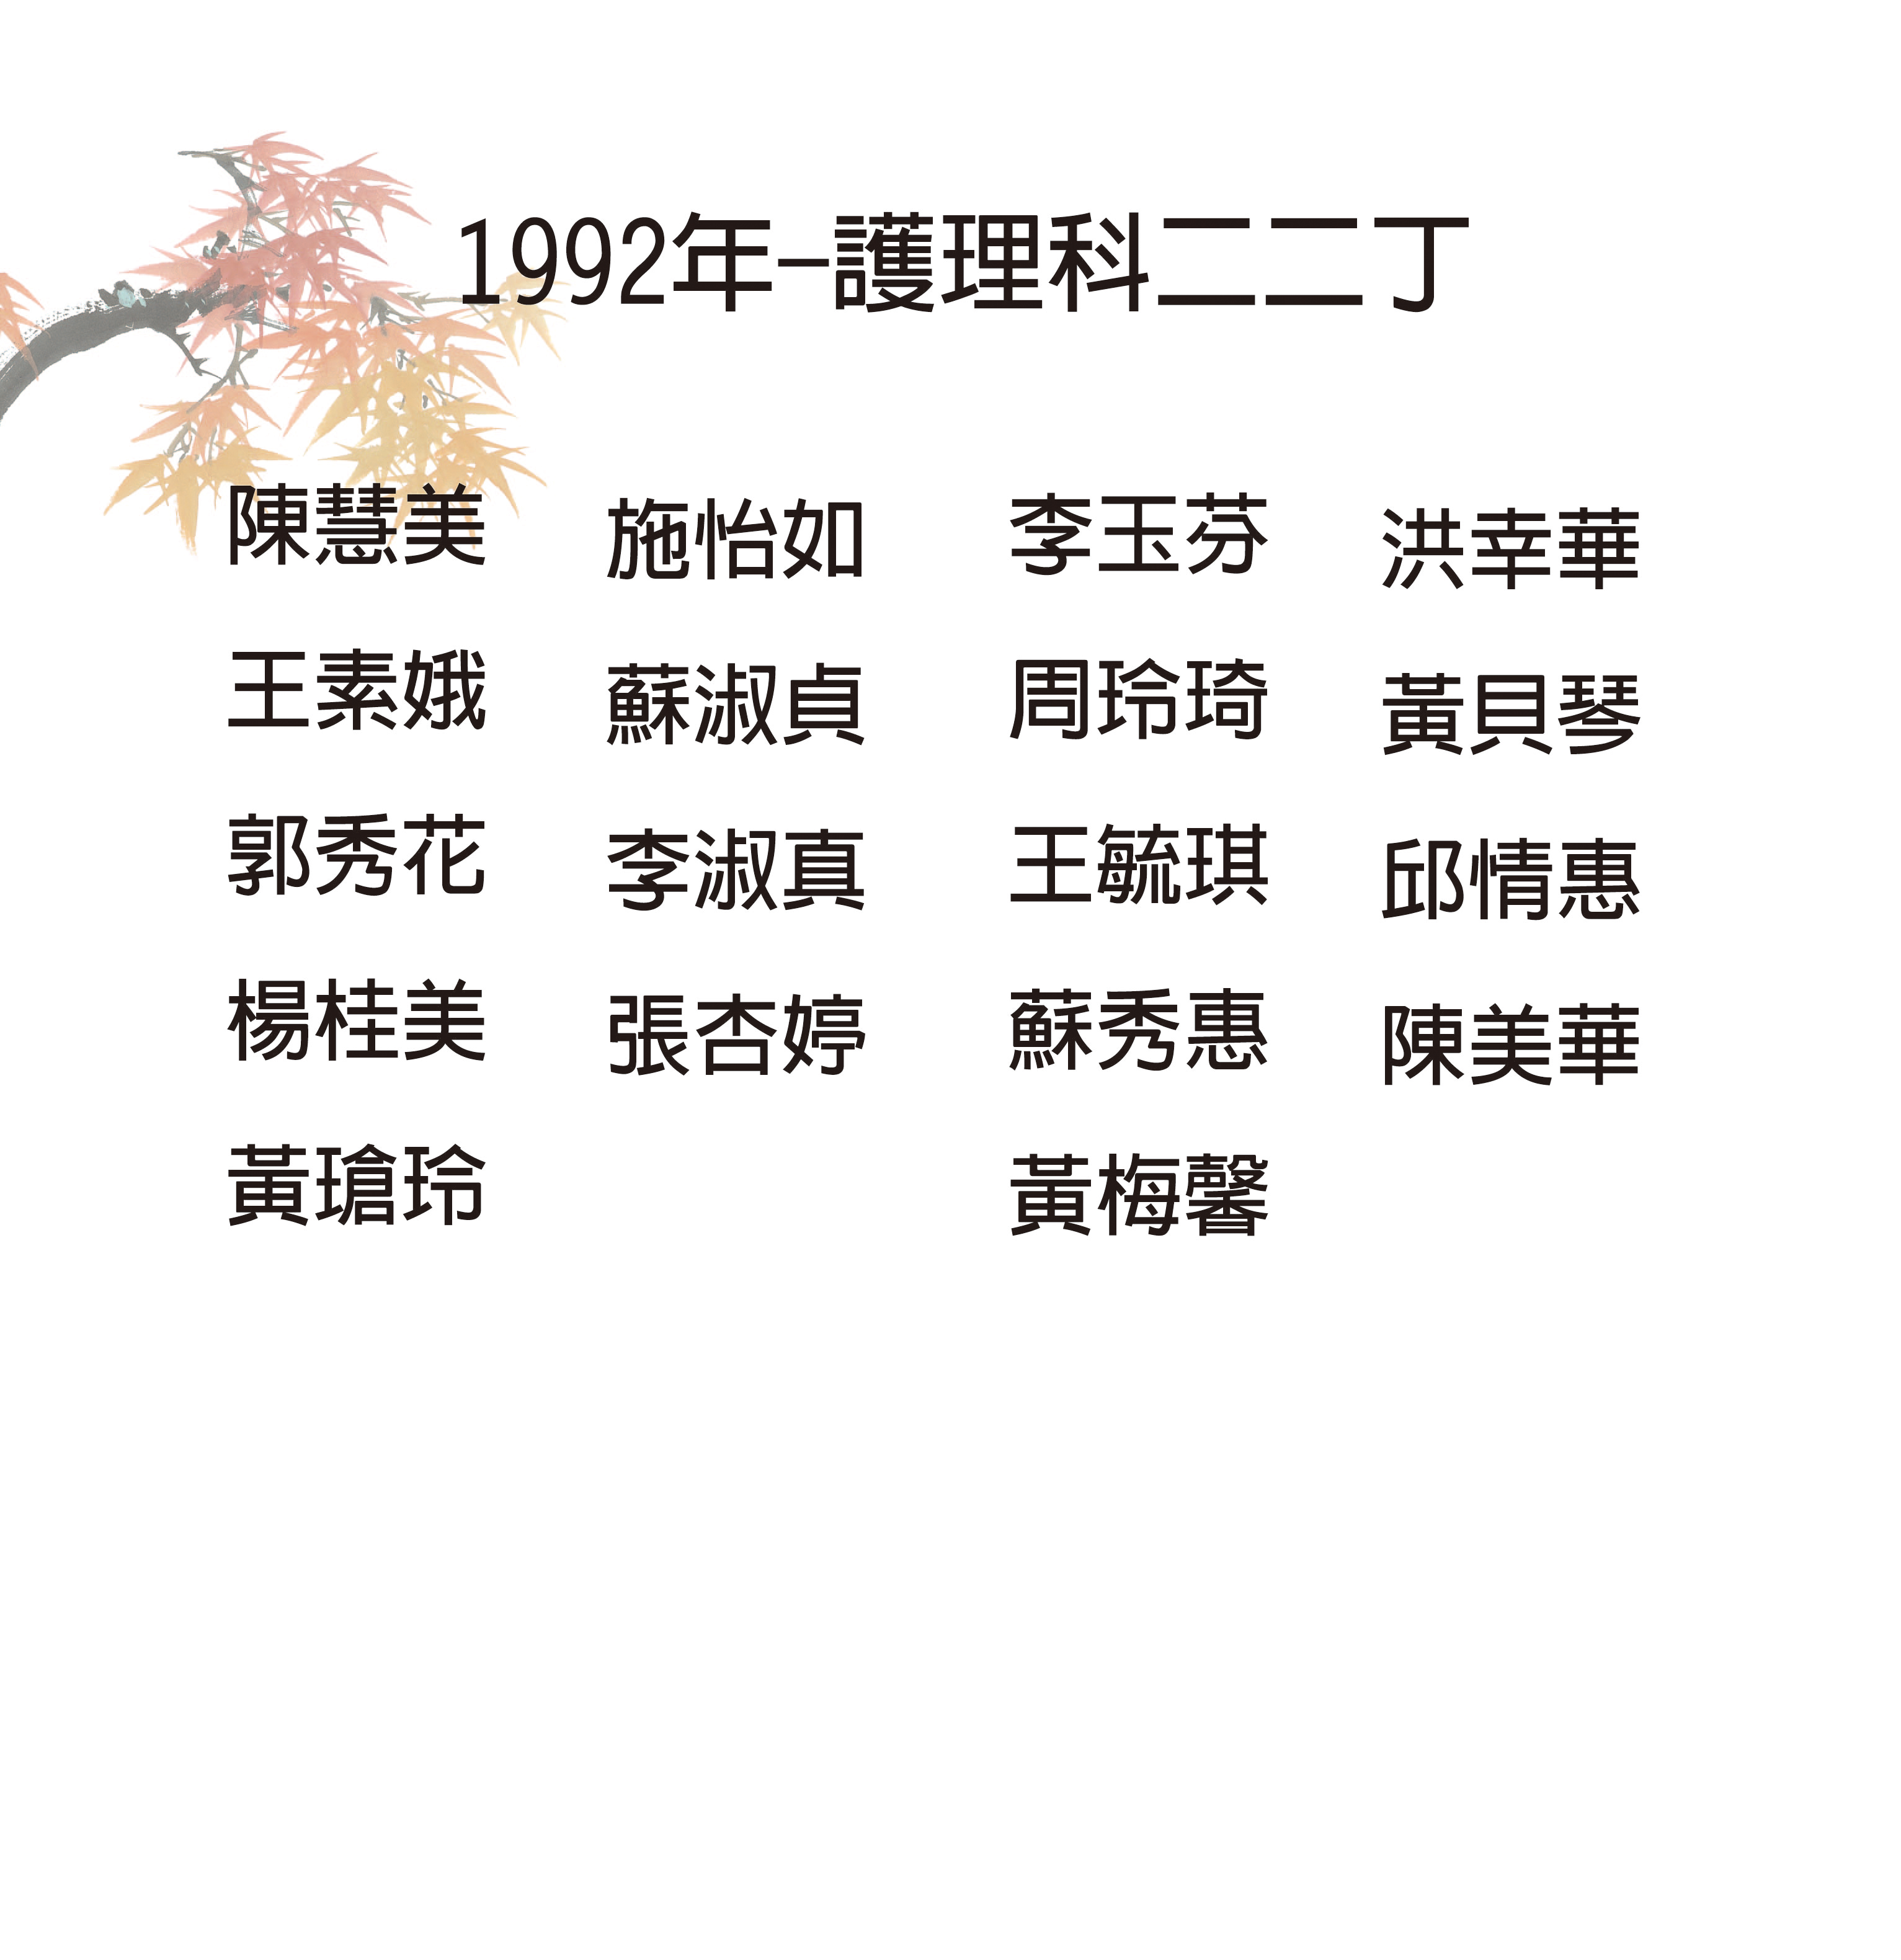 1992年-護理科二二丁
陳慧美 施怡如 李玉芬 洪幸華
王素娥 蘇淑貞 周玲琦 黃貝琴
郭秀花 李淑真 王毓琪 邱情惠
楊桂美 張杏婷 蘇秀惠 陳美華
黃瑲玲 黃梅馨